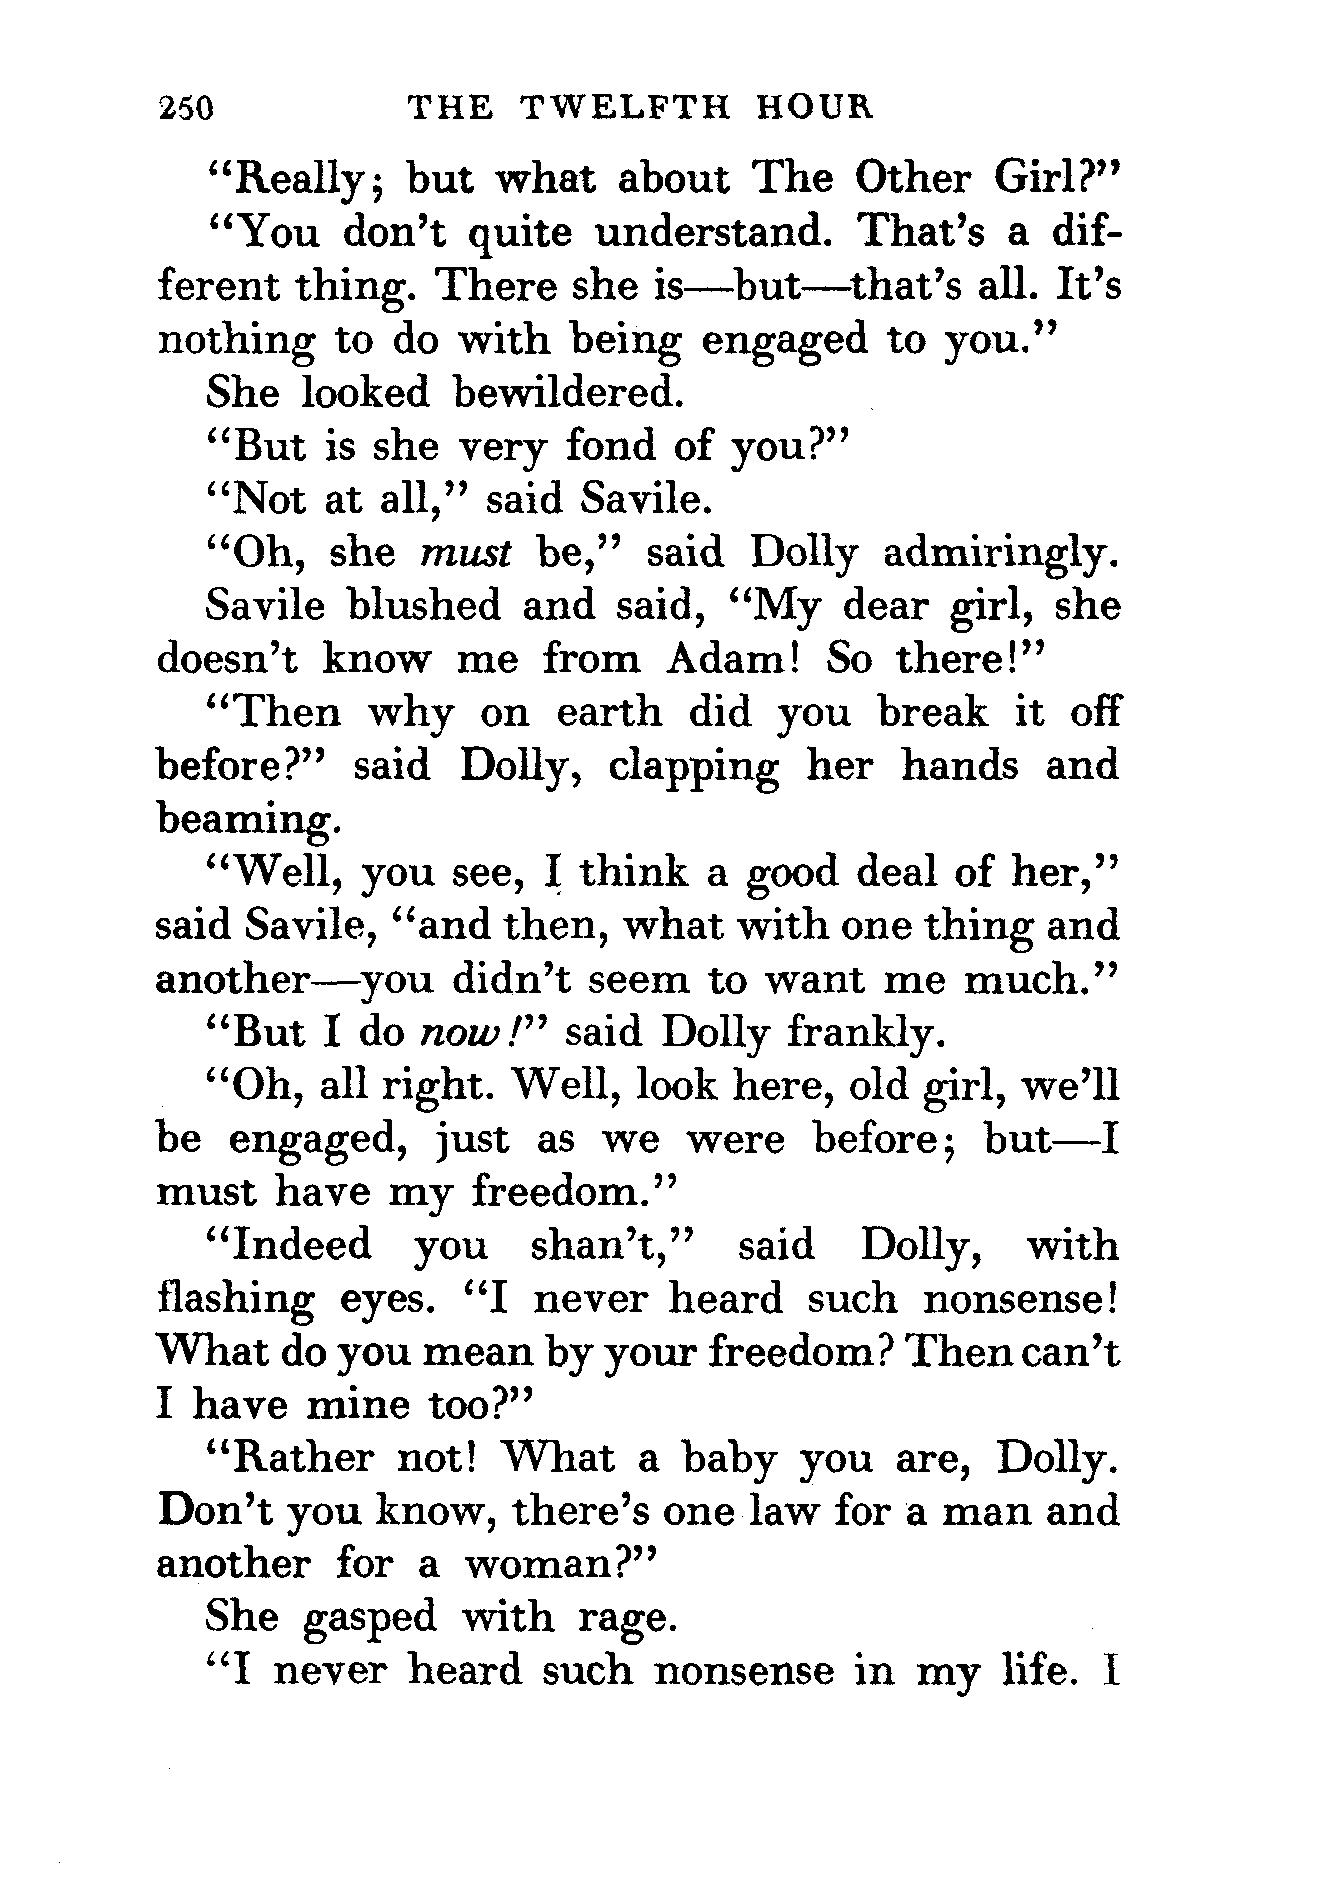 250 THE TWELFTH HOUR
“Really; but what about The Other Girl?”
“You don’t quite understand. That’s a dif-
ferent thing. There she is—but—that’s all. It’s
nothing to do with being engaged to you.”
She looked bewildered.
“But is she very fond of you?”
“Not at all,” said Savile.
“Oh, she must be,” said Dolly admiringly.
Savile blushed and said, “My dear girl, she
doesn’t know me from Adam! So there!”
“Then why on earth did you break it off
before?” said Dolly, clapping her hands and
beaming.
“Well, you see, I think a good deal of her,”
said Savile, “and then, what with one thing and
another—you didn’t seem to want me much.”
“But I do now!” said Dolly frankly.
“Oh, all right. Well, look here, old girl, we’ll
be engaged, just as we were before; but—I
must have my freedom.”
“Indeed you shan’t,” said Dolly, with
flashing eyes. “I never heard such nonsense!
What do you mean by your freedom? Then can’t
I have mine too?”
“Rather not! What a baby you are, Dolly.
Don’t you know, there’s one law for a man and
another for a woman?”
She gasped with rage.
“I never heard such nonsense in my life. I